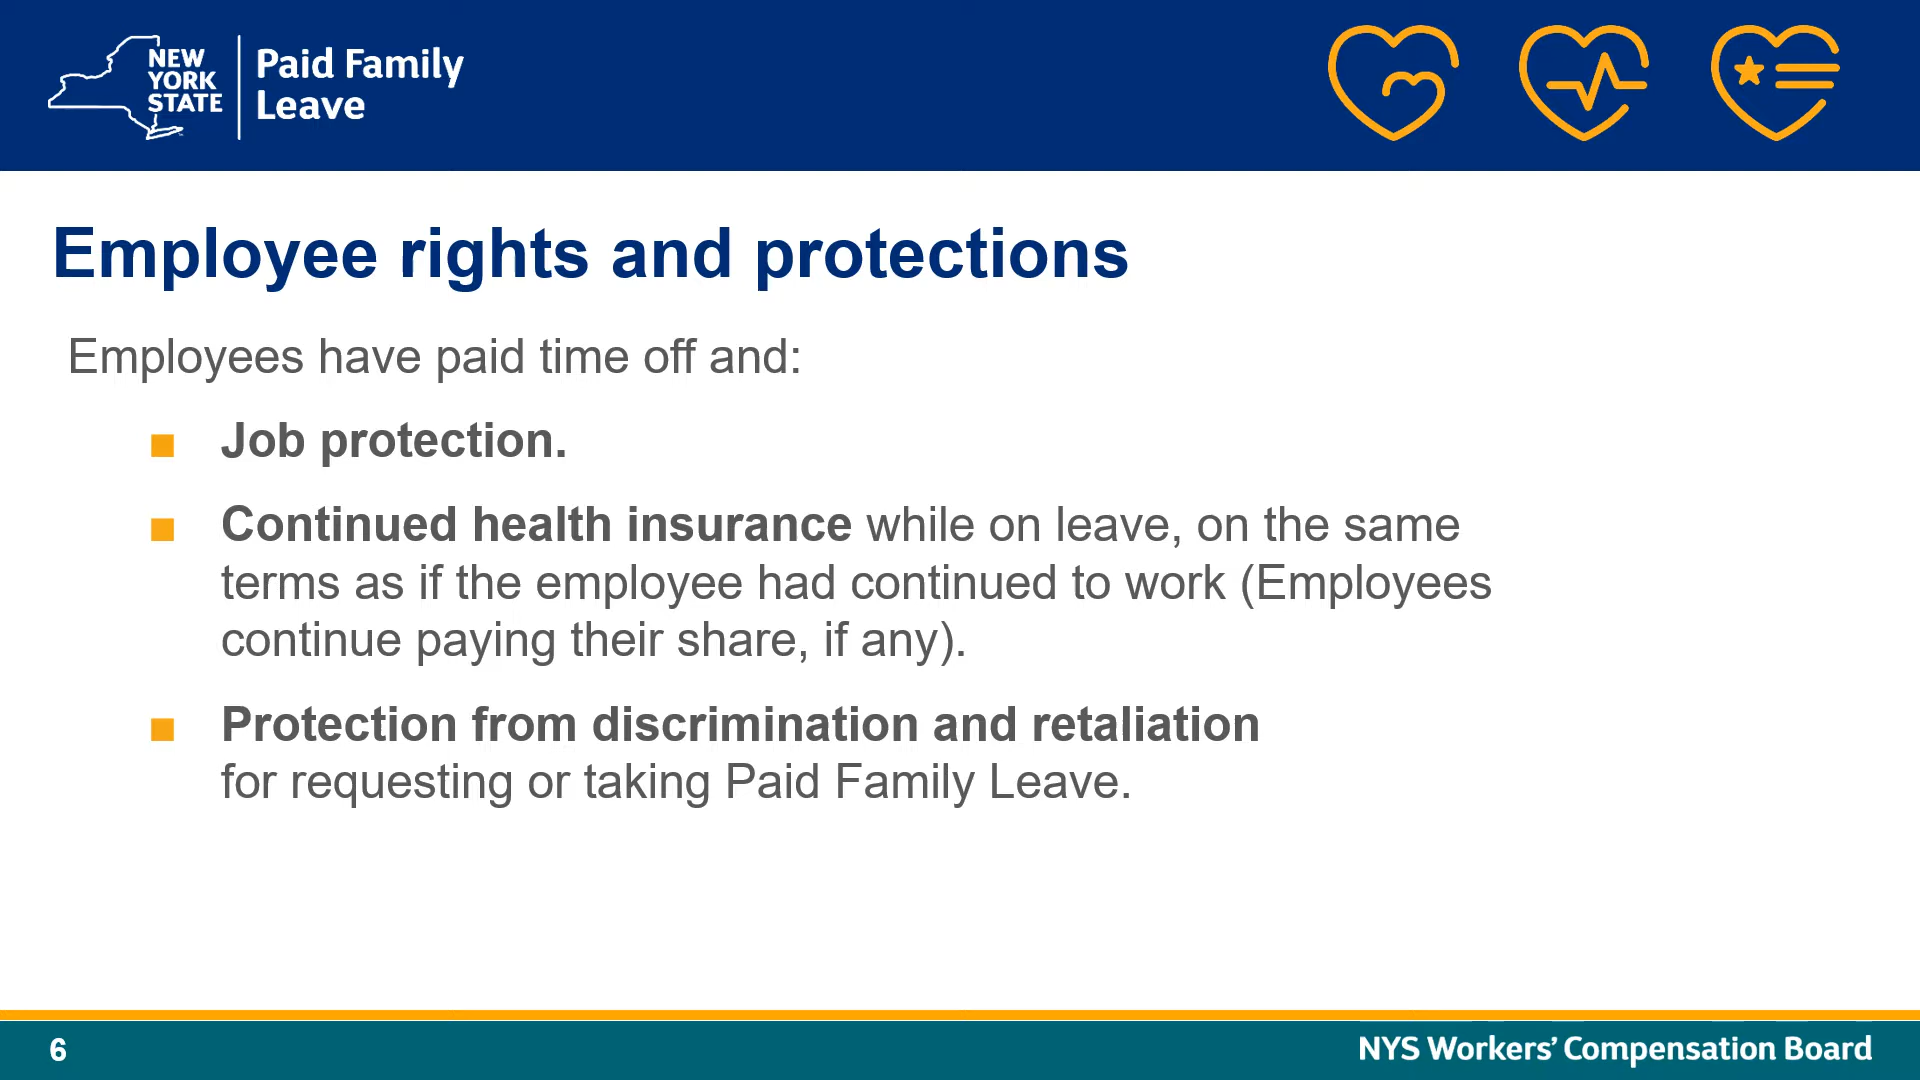 NEW
YORK
STATE
Paid Family
Leave
Employee rights and protections
Employees have paid time off and:
Job protection.
Continued health insurance while on leave, on the same
terms as if the employee had continued to work (Employees
continue paying their share, if any).
Protection from discrimination and retaliation
for requesting or taking Paid Family Leave.
6
NYS Workers’ Compensation Board